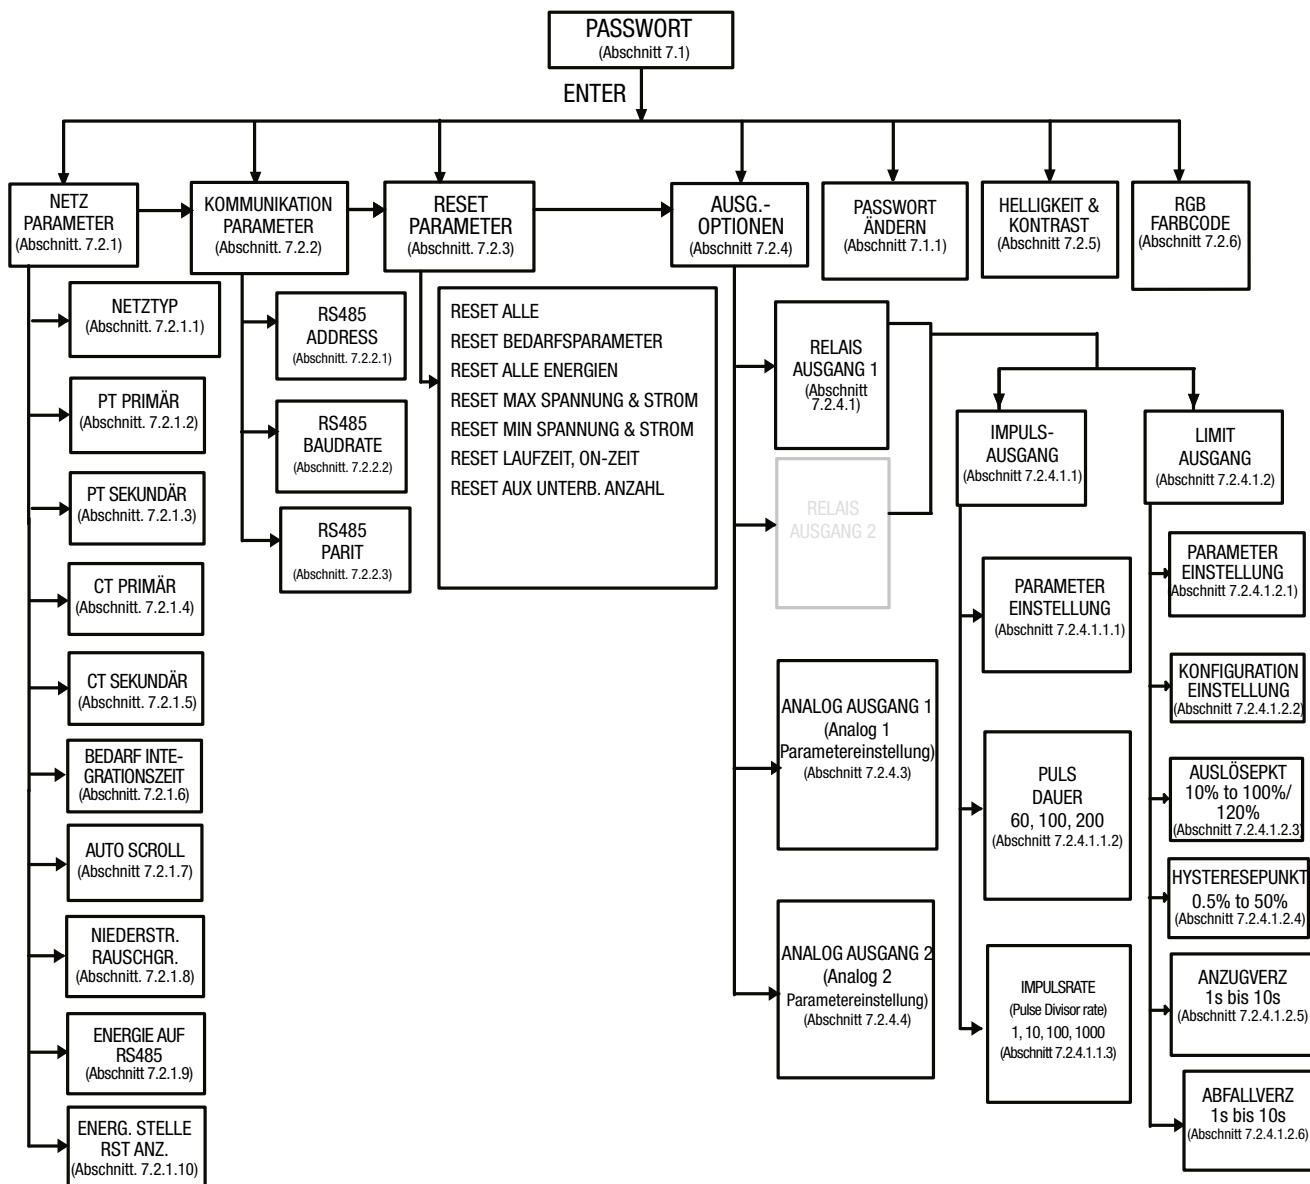 PASSWORT
(Abschnitt 7.1)
ENTER
NETZ
PARAMETER
(Abschnitt. 7.2.1)
KOMMUNIKATION
PARAMETER
(Abschnitt. 7.2.2)
RESET
PARAMETER
(Abschnitt. 7.2.3)
AUSG.-
OPTIONEN
(Abschnitt 7.2.4)
PASSWORT
ÄNDERN
(Abschnitt 7.1.1)
HELLIGKEIT &
KONTRAST
(Abschnitt 7.2.5)
RGB
FARBCODE
(Abschnitt 7.2.6)
NETZTYP
(Abschnitt. 7.2.1.1)
PT PRIMÄR
(Abschnitt. 7.2.1.2)
PT SEKUNDÄR
(Abschnitt. 7.2.1.3)
CT PRIMÄR
(Abschnitt. 7.2.1.4)
CT SEKUNDÄR
(Abschnitt. 7.2.1.5)
BEDARF INTE-
GRATIONSZEIT
(Abschnitt. 7.2.1.6)
AUTO SCROLL
(Abschnitt. 7.2.1.7)
NIEDERSTR.
RAUSCHGR.
(Abschnitt. 7.2.1.8)
ENERGIE AUF
RS485
(Abschnitt 7.2.1.9)
ENERG. STELLE
RST ANZ.
(Abschnitt. 7.2.1.10)
RS485
ADDRESS
(Abschnitt. 7.2.2.1)
RS485
BAUDRATE
(Abschnitt. 7.2.2.2)
RS485
PARIT
(Abschnitt. 7.2.2.3)
RESET ALLE
RESET BEDARFSPARAMETER
RESET ALLE ENERGIEN
RESET MAX SPANNUNG & STROM
RESET MIN SPANNUNG & STROM
RESET LAUFZEIT, ON-ZEIT
RESET AUX UNTERB. ANZAHL
RELAIS
AUSGANG 1
(Abschnitt
7.2.4.1)
RELAIS
AUSGANG 2
ANALOG AUSGANG 1
(Analog 1
Parametereinstellung)
(Abschnitt 7.2.4.3)
ANALOG AUSGANG 2
(Analog 2
Parametereinstellung)
(Abschnitt 7.2.4.4)
IMPULS-
AUSGANG
(Abschnitt 7.2.4.1.1)
PARAMETER
EINSTELLUNG
(Abschnitt 7.2.4.1.1.1)
PULS
DAUER
60, 100, 200
(Abschnitt 7.2.4.1.1.2)
IMPULSRATE
(Pulse Divisor rate)
1, 10, 100, 1000
(Abschnitt 7.2.4.1.1.3)
LIMIT
AUSGANG
(Abschnitt 7.2.4.1.2)
PARAMETER
EINSTELLUNG
Abschnitt 7.2.4.1.2.1)
KONFIGURATION
EINSTELLUNG
(Abschnitt 7.2.4.1.2.2)
AUSLÖSEPKT
10% to 100%/
120%
(Abschnitt 7.2.4.1.2.3)
HYSTERESEPUNKT
0.5% to 50%
(Abschnitt 7.2.4.1.2.4)
ANZUGVERZ
1s bis 10s
(Abschnitt 7.2.4.1.2.5)
ABFALLVERZ
1s bis 10s
(Abschnitt 7.2.4.1.2.6)